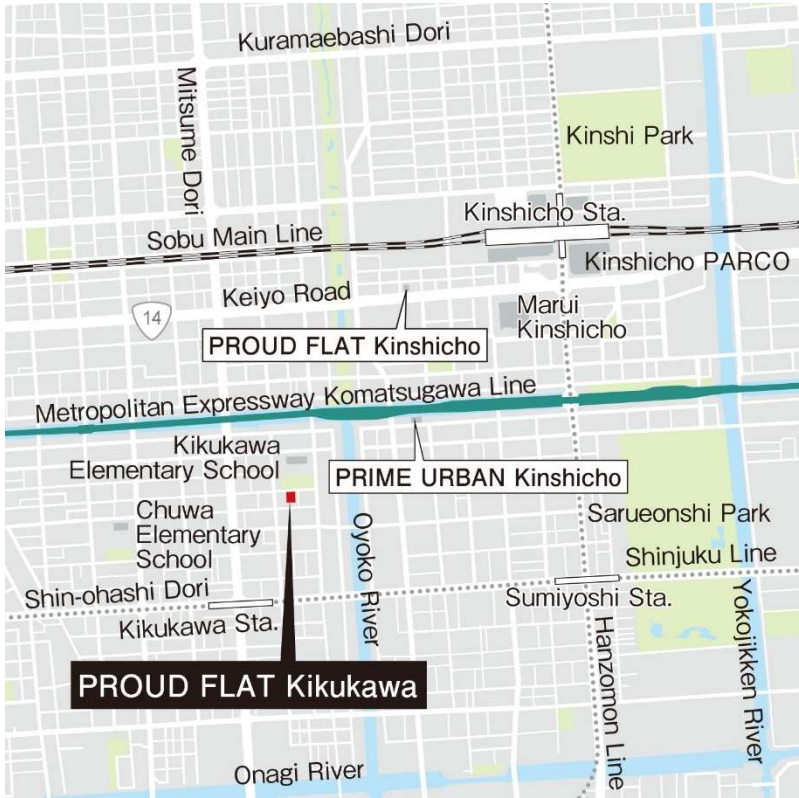 Kuramaebashi Dori
Mitsume Dori
Kinshi Park
Kinshicho Sta.
Sobu Main Line
Kinshicho PARCO
Keiyo Road
14
Marui
Kinshicho
PROUD FLAT Kinshicho
Metropolitan Expressway Komatsugawa Line
Kikukawa
Elementary School
PRIME URBAN Kinshicho
Chuwa
Elementary
School
Oyoko River
Sarueonshi Park
Shinjuku Line
Shin-ohashi Dori
Sumiyoshi Sta.
Kikukawa Sta.
Hanzomon Line
Yokojikken River
PROUD FLAT Kikukawa
Onagi River